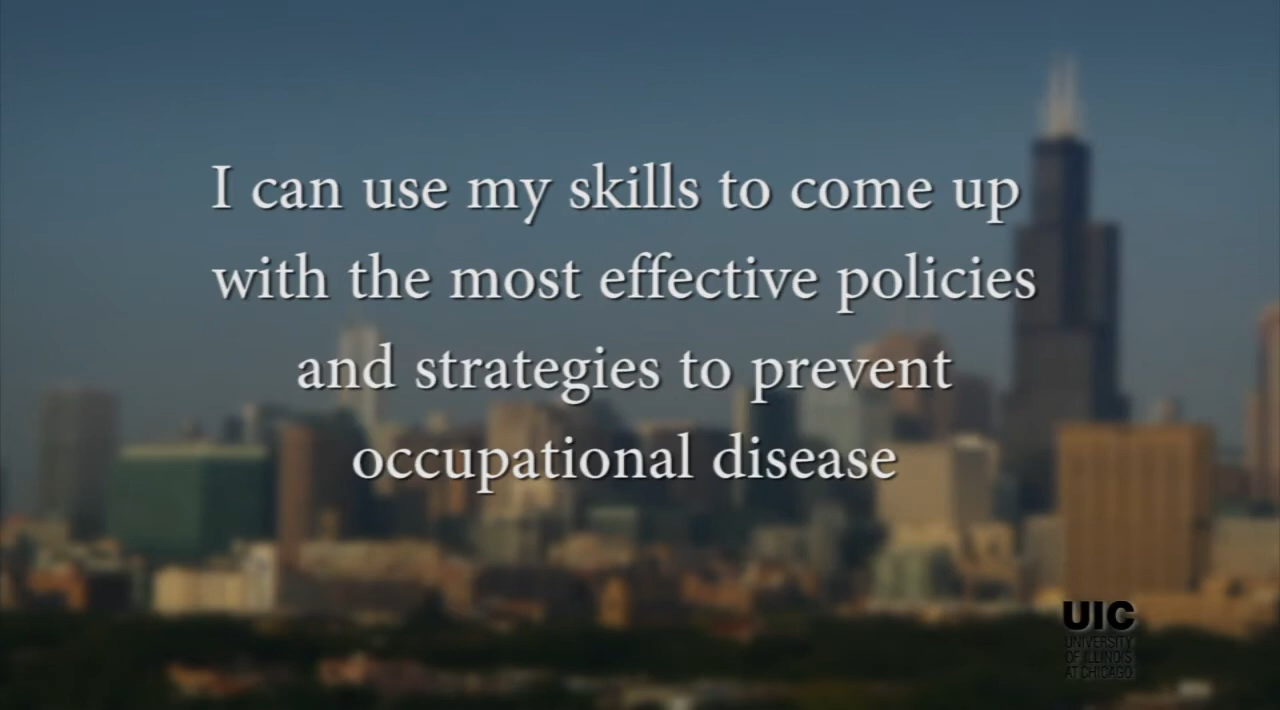 I can use my skills to come up
with the most effective policies
and strategies to prevent
occupational disease
UIC
UNIVERSITY
OF ILLINOIS
AT CHICAGO